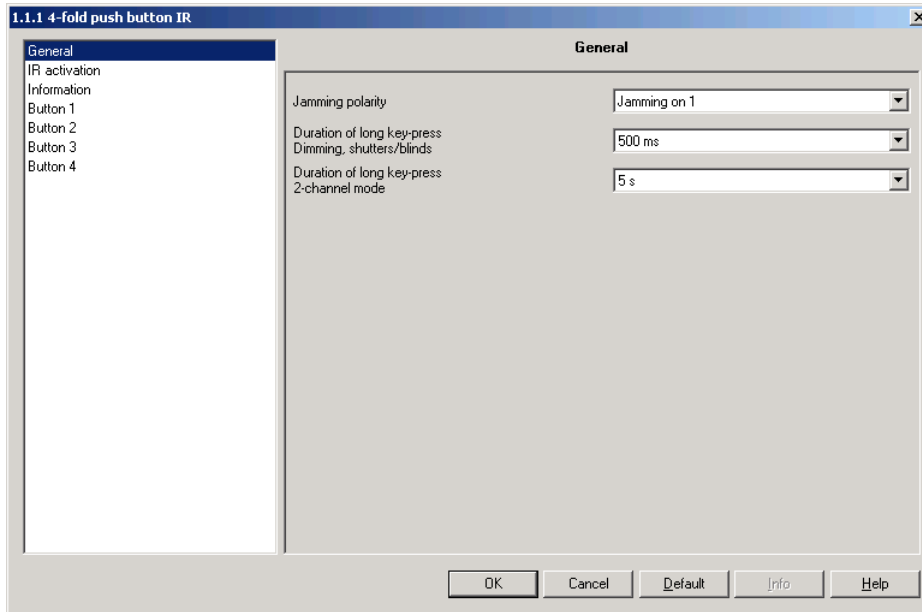 1.1.1 4-fold push button IR
General
IR activation
Information
Button 1
Button 2
Button 3
Button 4
General
Jamming polarity
Jamming on 1
Duration of long key-press
Dimming, shutters/blinds
500 ms
Duration of long key-press
2-channel mode
5 s
OK
Cancel
Default
Info
Help